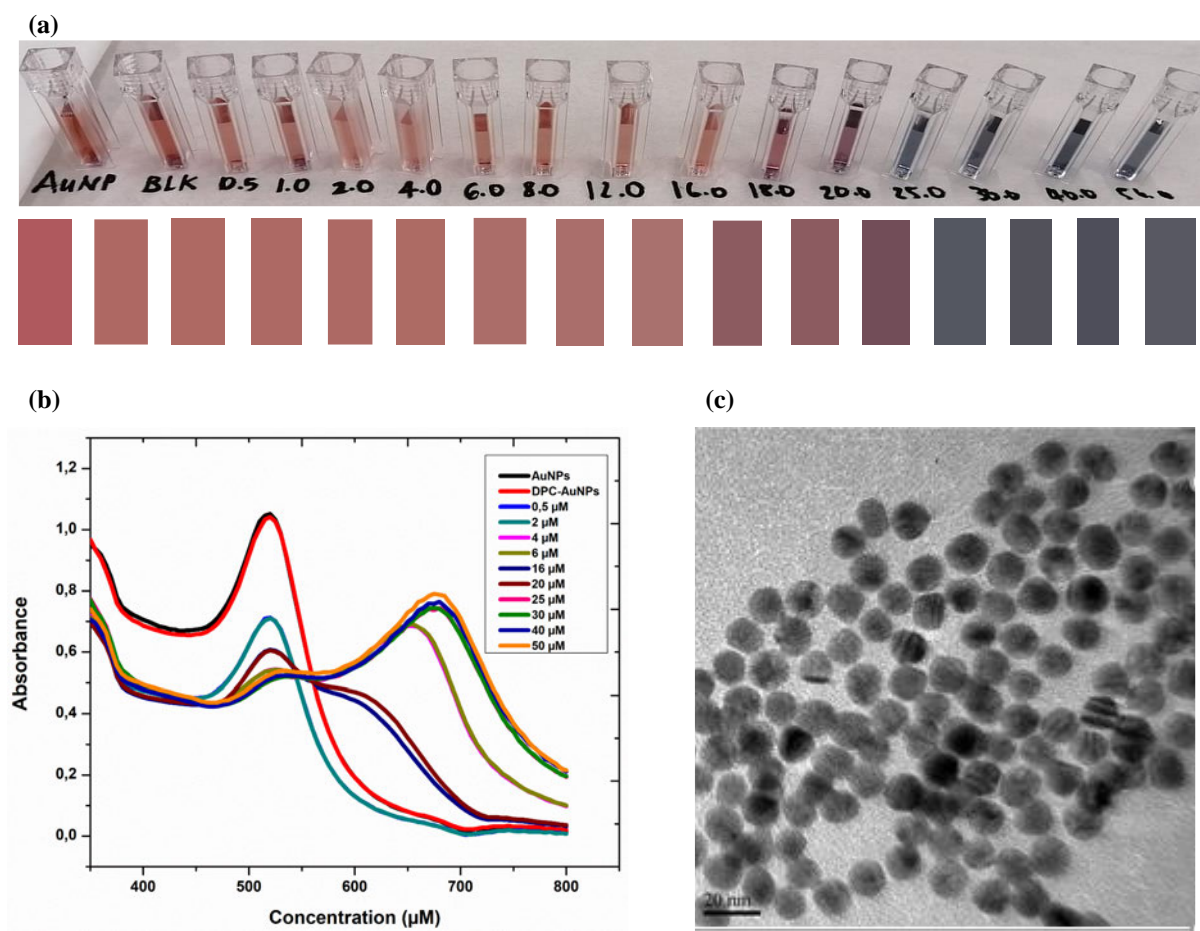 (a)
AuNP BLK 0.5 1.0 2.0 4.0 6.0 8.0 12.0 16.0 18.0 20.0 25.0 30.0 40.0
(b)
(c)
1,2
1,0
0,8
0,6
0,4
0,2
0,0
Absorbance
AuNPs
DPC-AuNPs
0,5 µM
2 µM
4 µM
6 µM
16 µM
20 µM
25 µM
30 µM
40 µM
50 µM
400 500 600 700 800
Concentration (µM)
20 nm